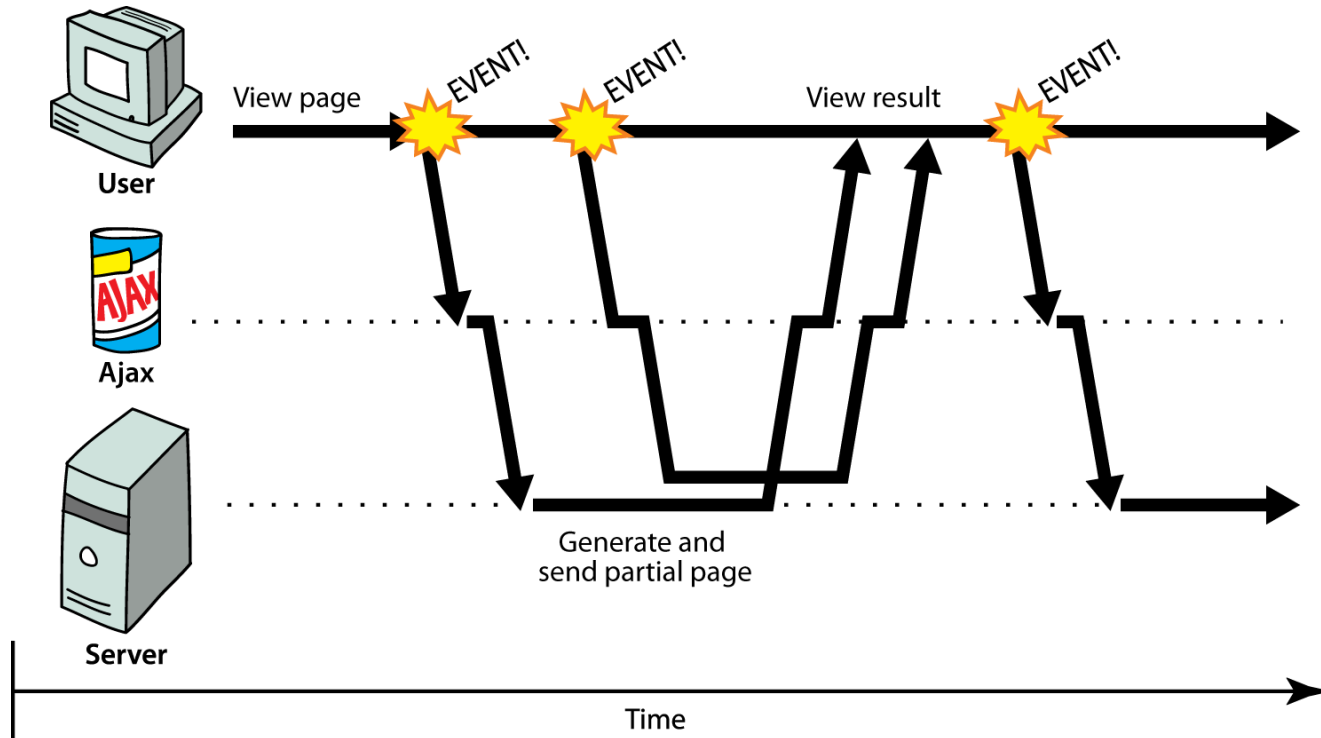 View page
EVENT!
EVENT!
View result
EVENT!
User
AJAX
Ajax
Generate and
send partial page
Server
Time